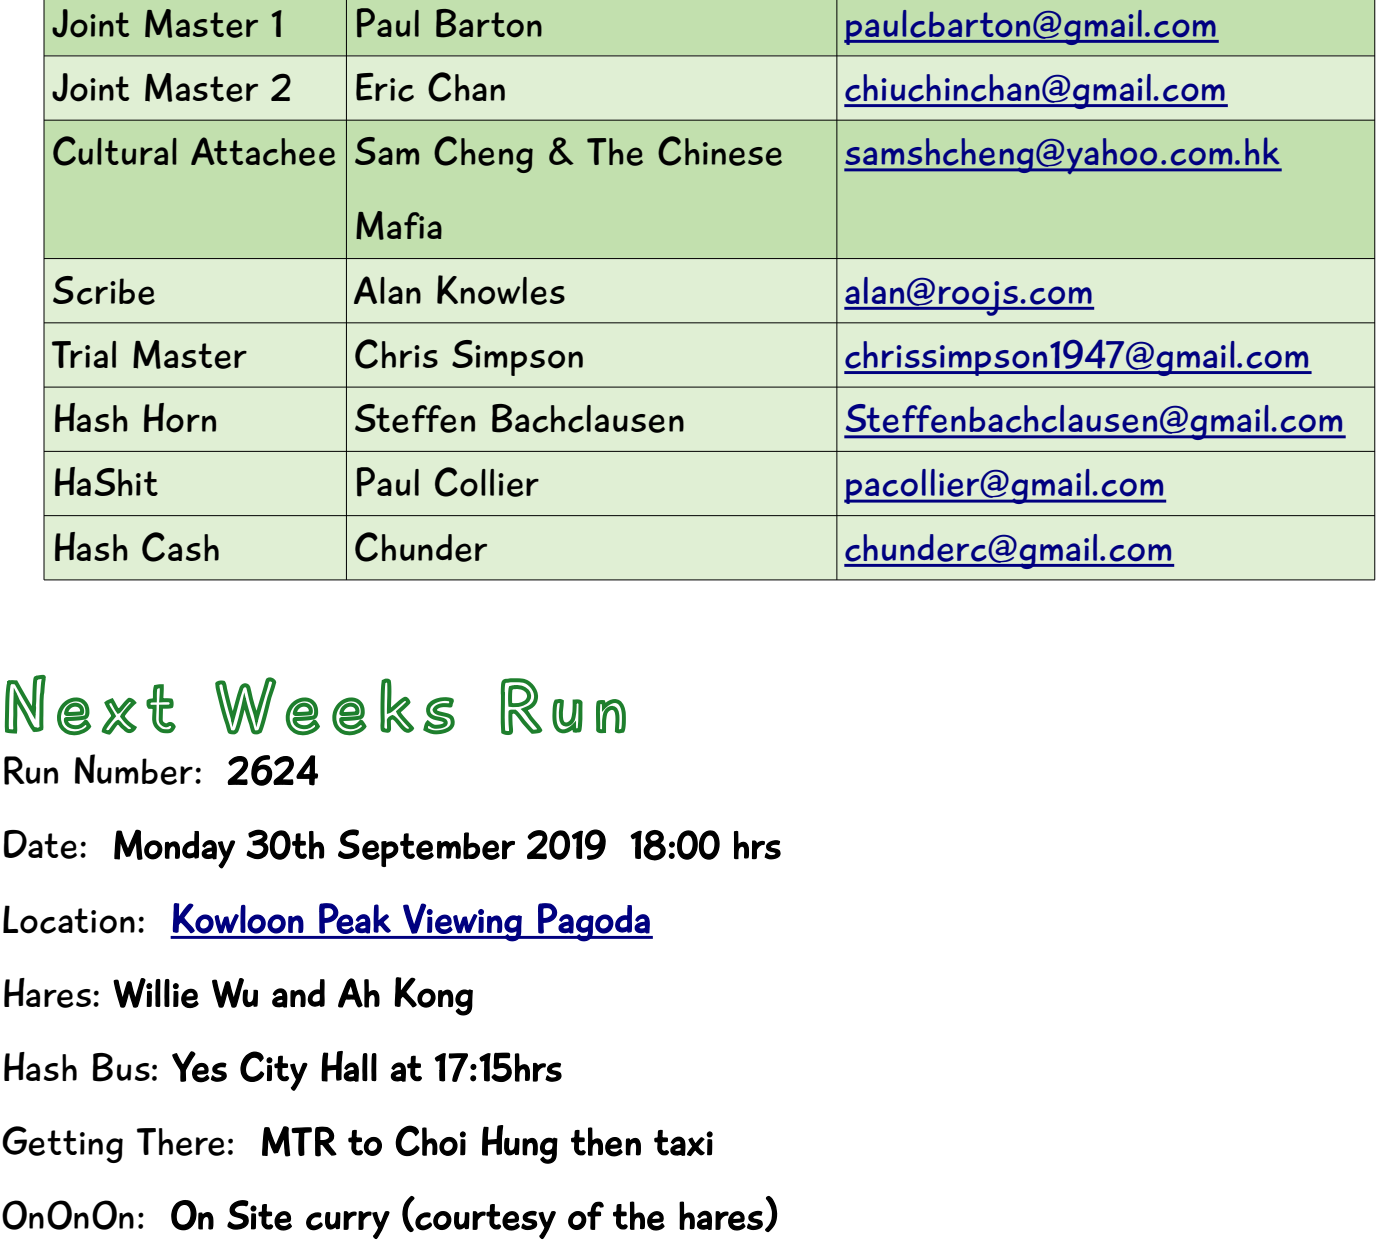 Joint Master 1 Paul Barton paulcbarton@gmail.com
Joint Master 2 Eric Chan chiuchinchan@gmail.com
Cultural Attachee Sam Cheng & The Chinese samshcheng@yahoo.com.hk
Mafia
Scribe Alan Knowles alan@roojs.com
Trial Master Chris Simpson chrissimpson1947@gmail.com
Hash Horn Steffen Bachclausen Steffenbachclausen@gmail.com
HaShit Paul Collier pacollier@gmail.com
Hash Cash Chunder chunderc@gmail.com
Next Weeks Run
Run Number: 2624
Date: Monday 30th September 2019 18:00 hrs
Location: Kowloon Peak Viewing Pagoda
Hares: Willie Wu and Ah Kong
Hash Bus: Yes City Hall at 17:15hrs
Getting There: MTR to Choi Hung then taxi
OnOnOn: On Site curry (courtesy of the hares)